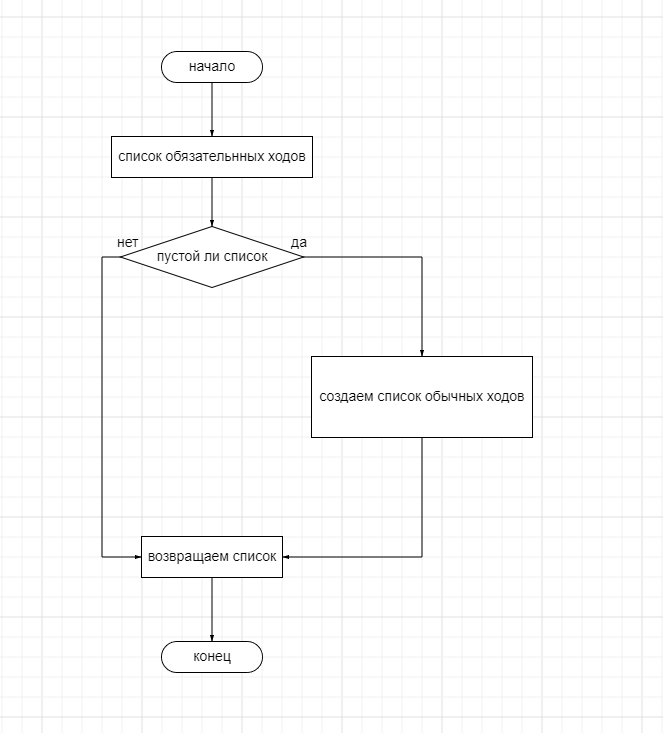 начало
список обязательнных ходов
нет
да
пустой ли список
создаем список обычных ходов
возвращаем список
конец